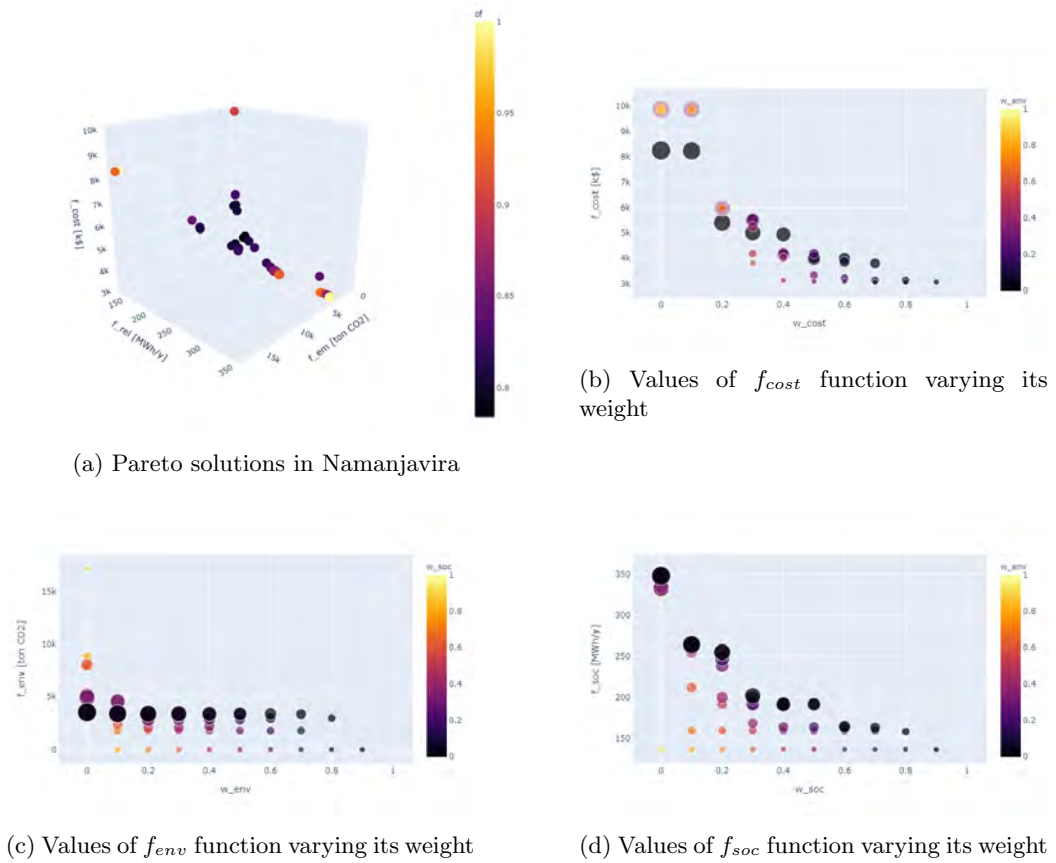 cf
1
0.95
0.9
0.85
0.8
10k
9k
8k
7k
6k
5k
4k
3k
f_cost [k$]
150
200
250
300
350
f_rel [MWh/y]
0
5k
10k
15k
f_em [ton CO2]
(a) Pareto solutions in Namanjavira
w_env
10k
9k
8k
7k
6k
5k
4k
3k
f_cost [k$]
0
0.2
0.4
0.6
0.8
1
w_cost
1
0.8
0.6
0.4
0.2
0
(b) Values of f_cost function varying its
weight
w_soc
15k
10k
5k
0
f_env [ton CO2]
0
0.2
0.4
0.6
0.8
1
w_env
1
0.8
0.6
0.4
0.2
0
(c) Values of f_env function varying its weight
w_env
350
300
250
200
150
f_soc [MWh/y]
0
0.2
0.4
0.6
0.8
1
w_soc
1
0.8
0.6
0.4
0.2
0
(d) Values of f_soc function varying its weight